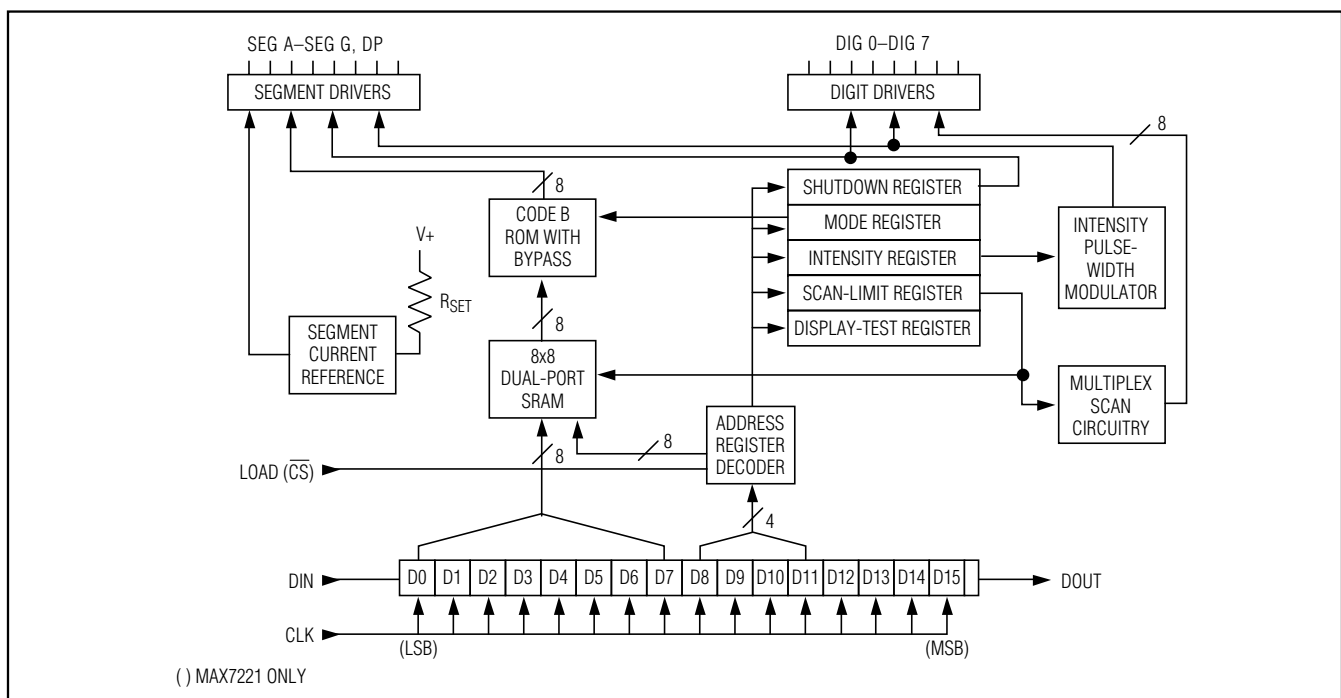 SEG A–SEG G, DP
DIG 0–DIG 7
SEGMENT DRIVERS
DIGIT DRIVERS
8
SHUTDOWN REGISTER
MODE REGISTER
INTENSITY REGISTER
SCAN-LIMIT REGISTER
DISPLAY-TEST REGISTER
8
CODE B
ROM WITH
BYPASS
INTENSITY
PULSE-
WIDTH
MODULATOR
V+
RSET
SEGMENT
CURRENT
REFERENCE
8
8x8
DUAL-PORT
SRAM
MULTIPLEX
SCAN
CIRCUITRY
ADDRESS
REGISTER
DECODER
8
8
LOAD (C̅S̅)
4
DIN
D0 D1 D2 D3 D4 D5 D6 D7 D8 D9 D10 D11 D12 D13 D14 D15
DOUT
CLK
(LSB)
(MSB)
( ) MAX7221 ONLY